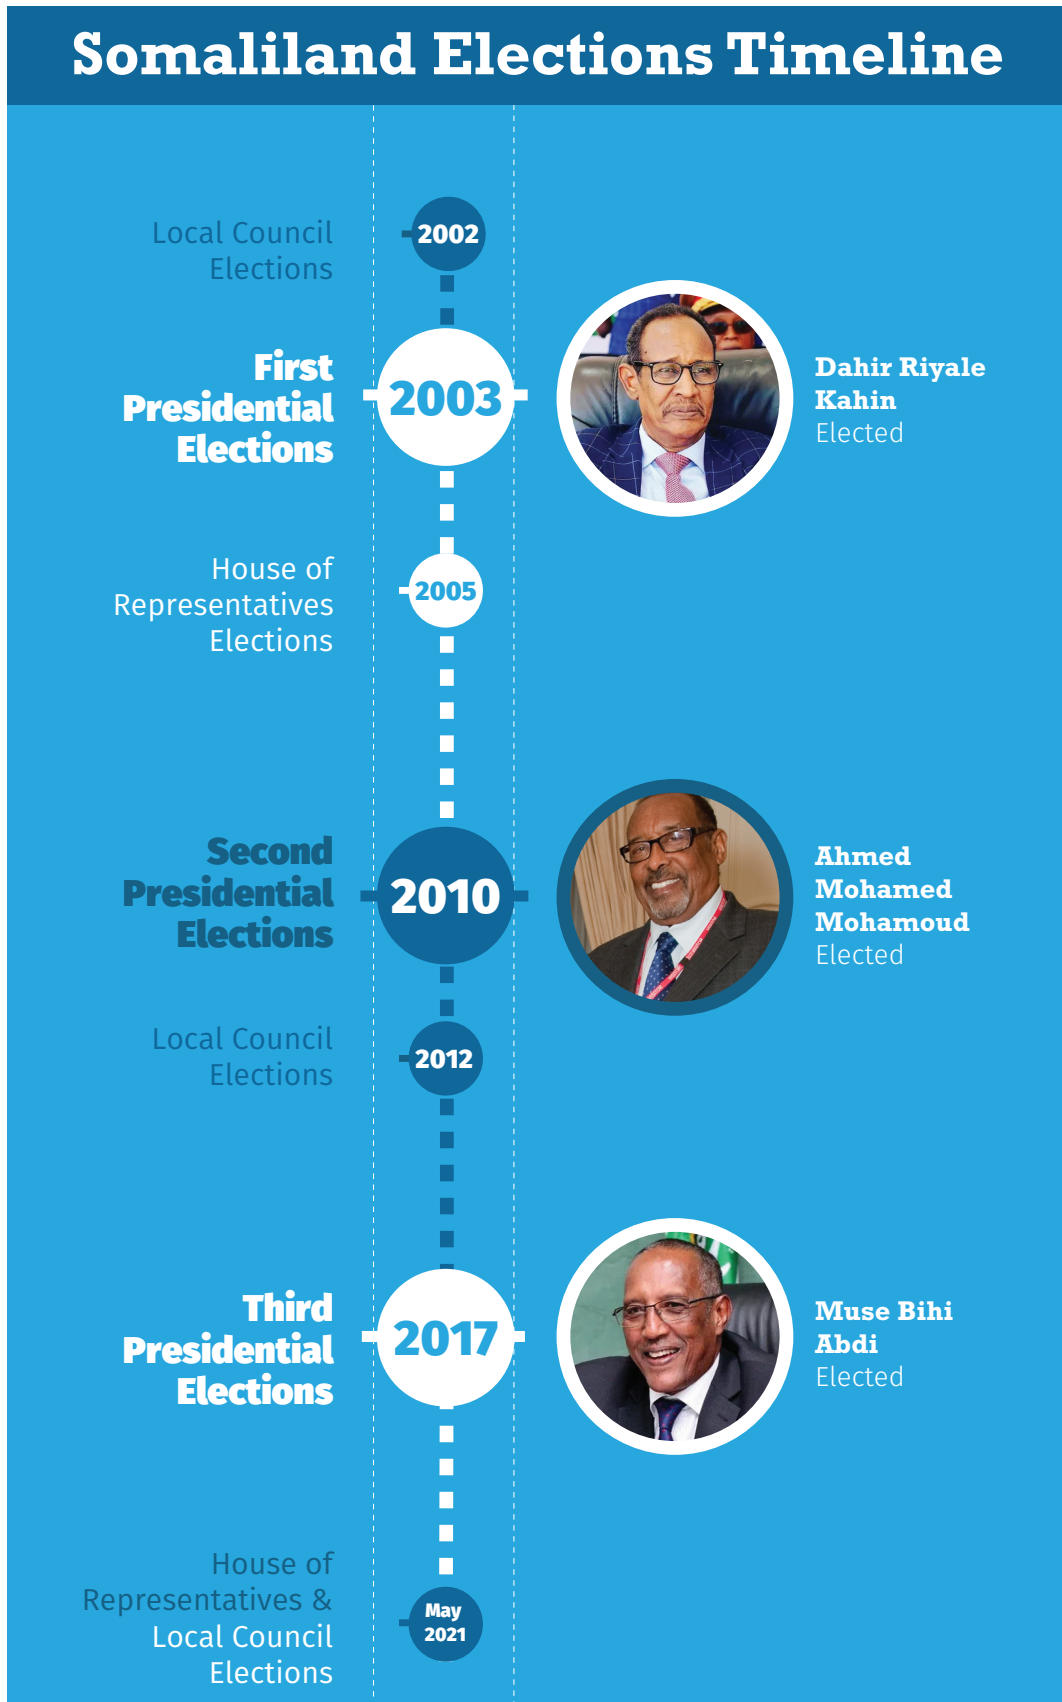 Somaliland Elections Timeline
Local Council
Elections
2002
First
Presidential
Elections
2003
Dahir Riyale
Kahin
Elected
House of
Representatives
Elections
2005
Second
Presidential
Elections
2010
Ahmed
Mohamed
Mohamoud
Elected
Local Council
Elections
2012
Third
Presidential
Elections
2017
Muse Bihi
Abdi
Elected
House of
Representatives &
Local Council
Elections
May
2021